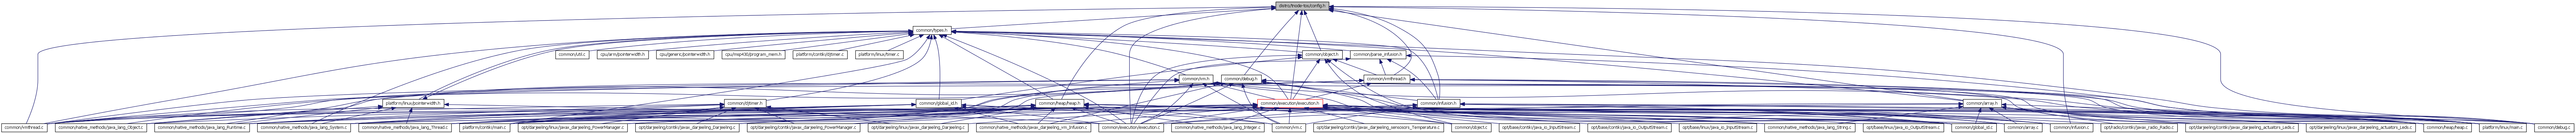 dist/c/insidertos/config.h
common/types.h
common/util.c
cpu/arm/pointerwidth.h
cpu/generic/pointerwidth.h
cpu/msp430/program_mem.h
platform/contiki/djtimer.c
platform/linux/timer.c
common/object.h
common/parse_infusion.h
common/mm.h
common/debug.h
common/vmthread.h
platform/linux/pointerwidth.h
common/djtimer.h
common/global_id.h
common/heap/heap.h
common/execution/execution.h
common/infusion.h
common/array.h
common/vmthread.c
common/native_methods/java_lang_Object.c
common/native_methods/java_lang_Runtime.c
common/native_methods/java_lang_System.c
common/native_methods/java_lang_Thread.c
platform/contiki/main.c
opt/darjeeling/linux/javax_darjeeling_PowerManager.c
opt/darjeeling/contiki/javax_darjeeling_Darjeeling.c
opt/darjeeling/contiki/javax_darjeeling_PowerManager.c
opt/darjeeling/linux/javax_darjeeling_Darjeeling.c
common/native_methods/javax_darjeeling_vm_Infusion.c
common/execution/execution.c
common/native_methods/java_lang_Integer.c
common/vm.c
opt/darjeeling/contiki/javax_darjeeling_sensosors_Temperature.c
common/object.c
opt/base/contiki/java_io_InputStream.c
opt/base/contiki/java_io_OutputStream.c
opt/base/linux/java_io_InputStream.c
common/native_methods/java_lang_String.c
opt/base/linux/java_io_OutputStream.c
common/global_id.c
common/array.c
common/infusion.c
opt/radio/contiki/javax_radio_Radio.c
opt/darjeeling/contiki/javax_darjeeling_actuators_Leds.c
opt/darjeeling/linux/javax_darjeeling_actuators_Leds.c
common/heap/heap.c
platform/linux/main.c
common/debug.c